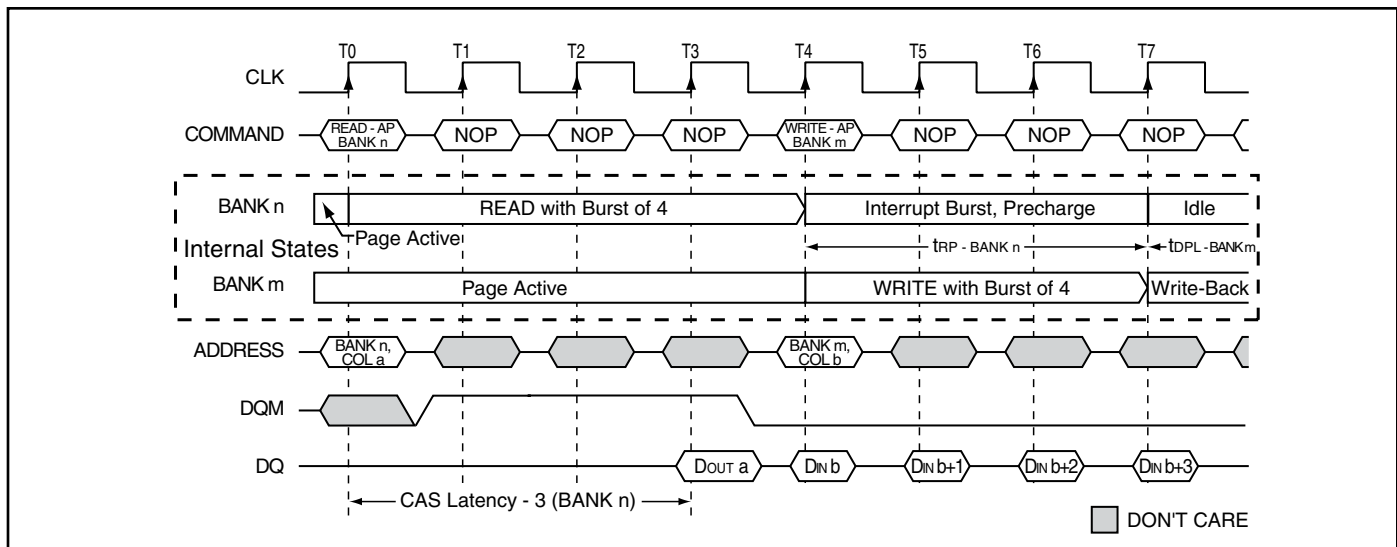 T0 T1 T2 T3 T4 T5 T6 T7
CLK
COMMAND READ - AP BANK n NOP NOP NOP WRITE - AP BANK m NOP NOP NOP
BANK n READ with Burst of 4 Interrupt Burst, Precharge Idle
Internal States Page Active tRP - BANK n tDPL - BANK m
BANK m Page Active WRITE with Burst of 4 Write-Back
ADDRESS BANK n, COL a BANK m, COL b
DQM
DQ DOUT a DIN b DIN b+1 DIN b+2 DIN b+3
CAS Latency - 3 (BANK n)
DON'T CARE